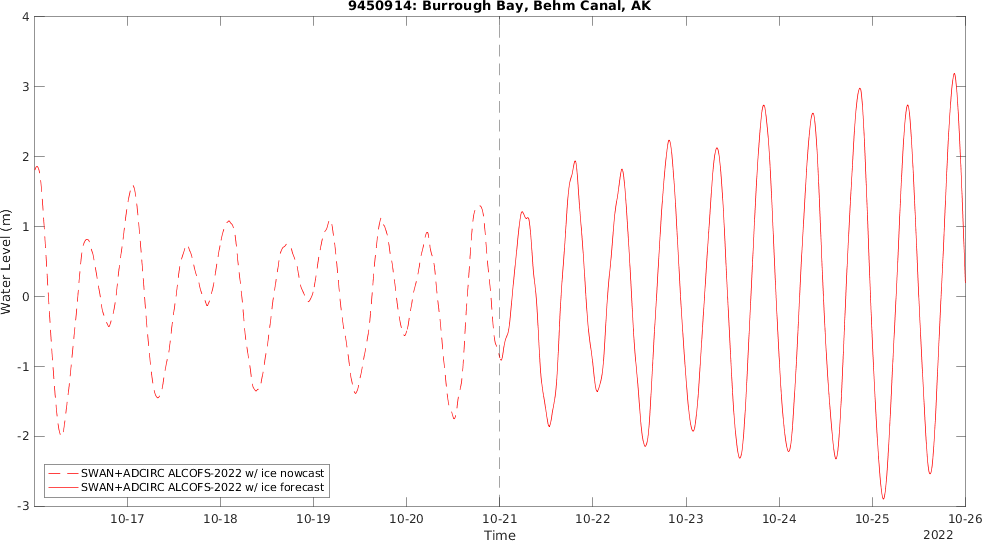 9450914: Burrough Bay, Behm Canal, AK
4
3
2
1
0
-1
-2
-3
Water Level (m)
SWAN+ADCIRC ALCOFS-2022 w/ ice nowcast
SWAN+ADCIRC ALCOFS-2022 w/ ice forecast
10-17 10-18 10-19 10-20 10-21 10-22 10-23 10-24 10-25 10-26
Time
2022